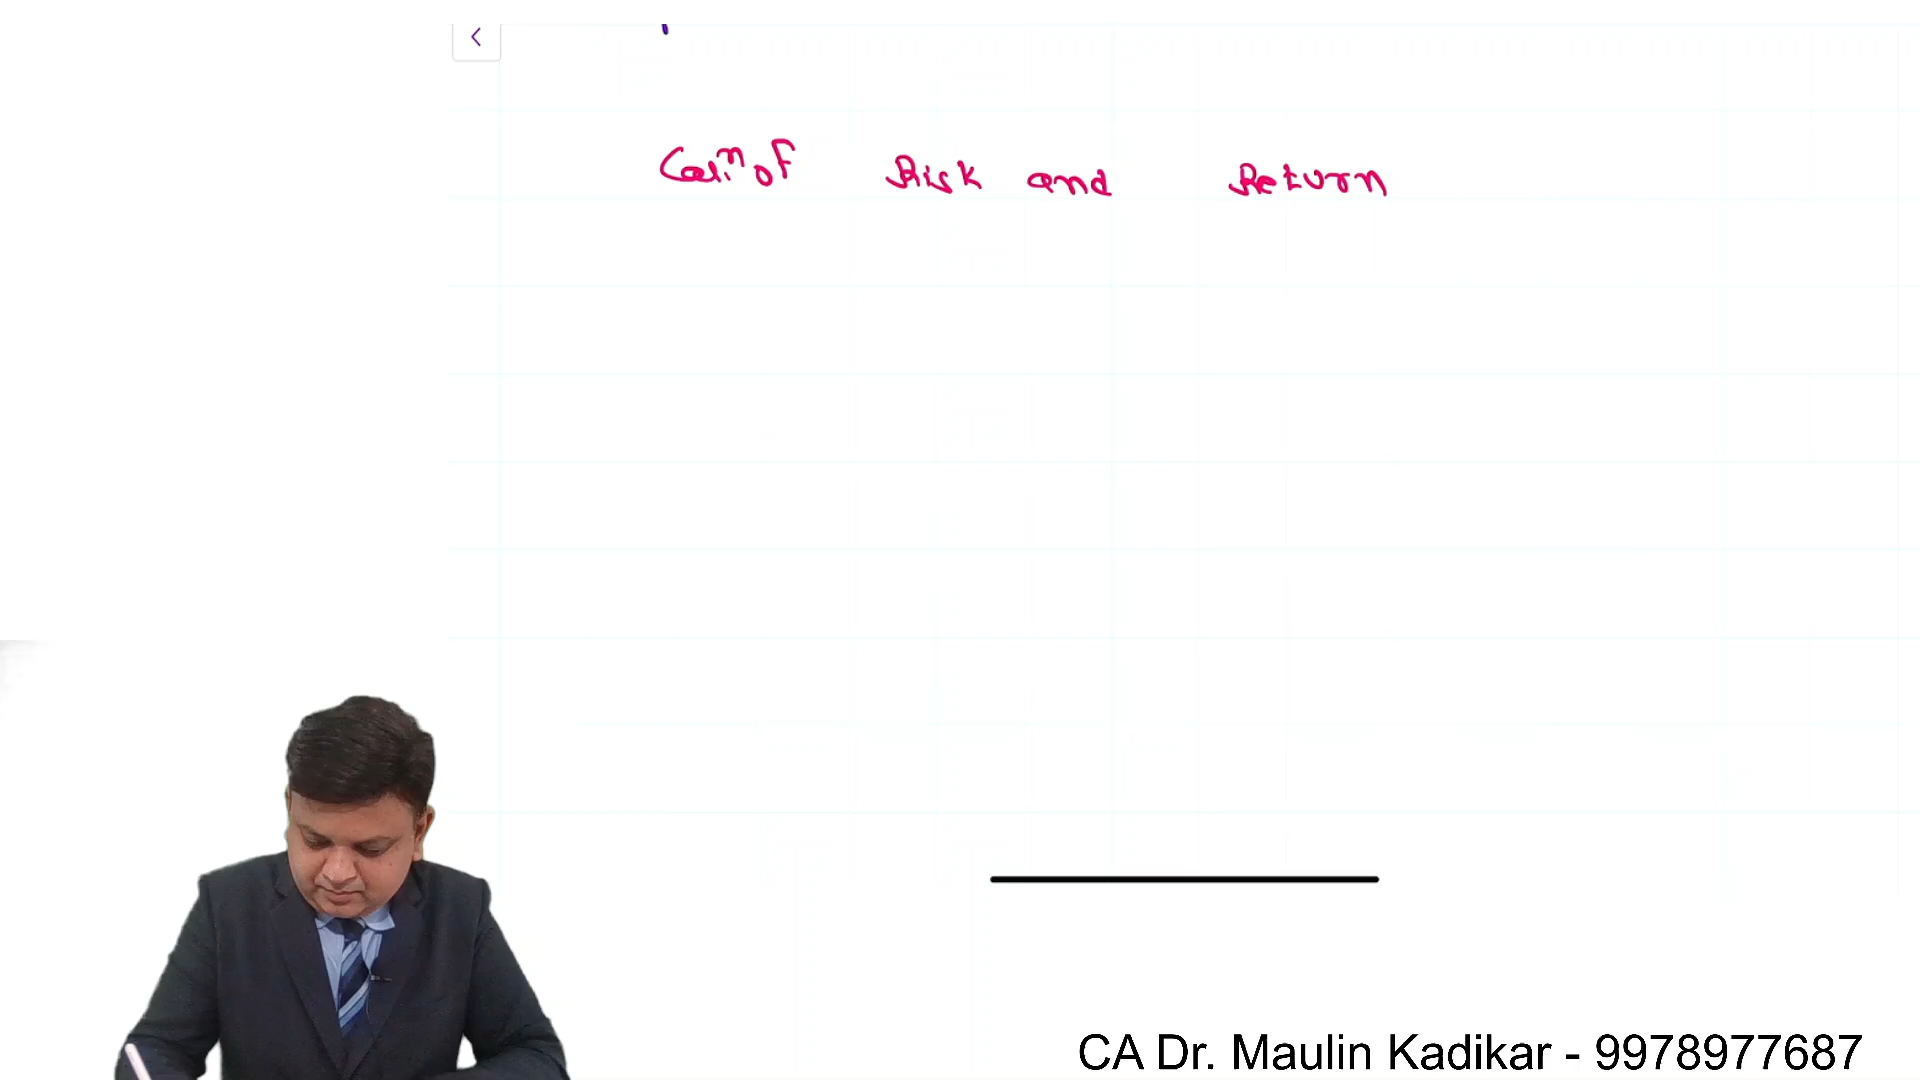 Calⁿ of Risk and Return
CA Dr. Maulin Kadikar - 9978977687